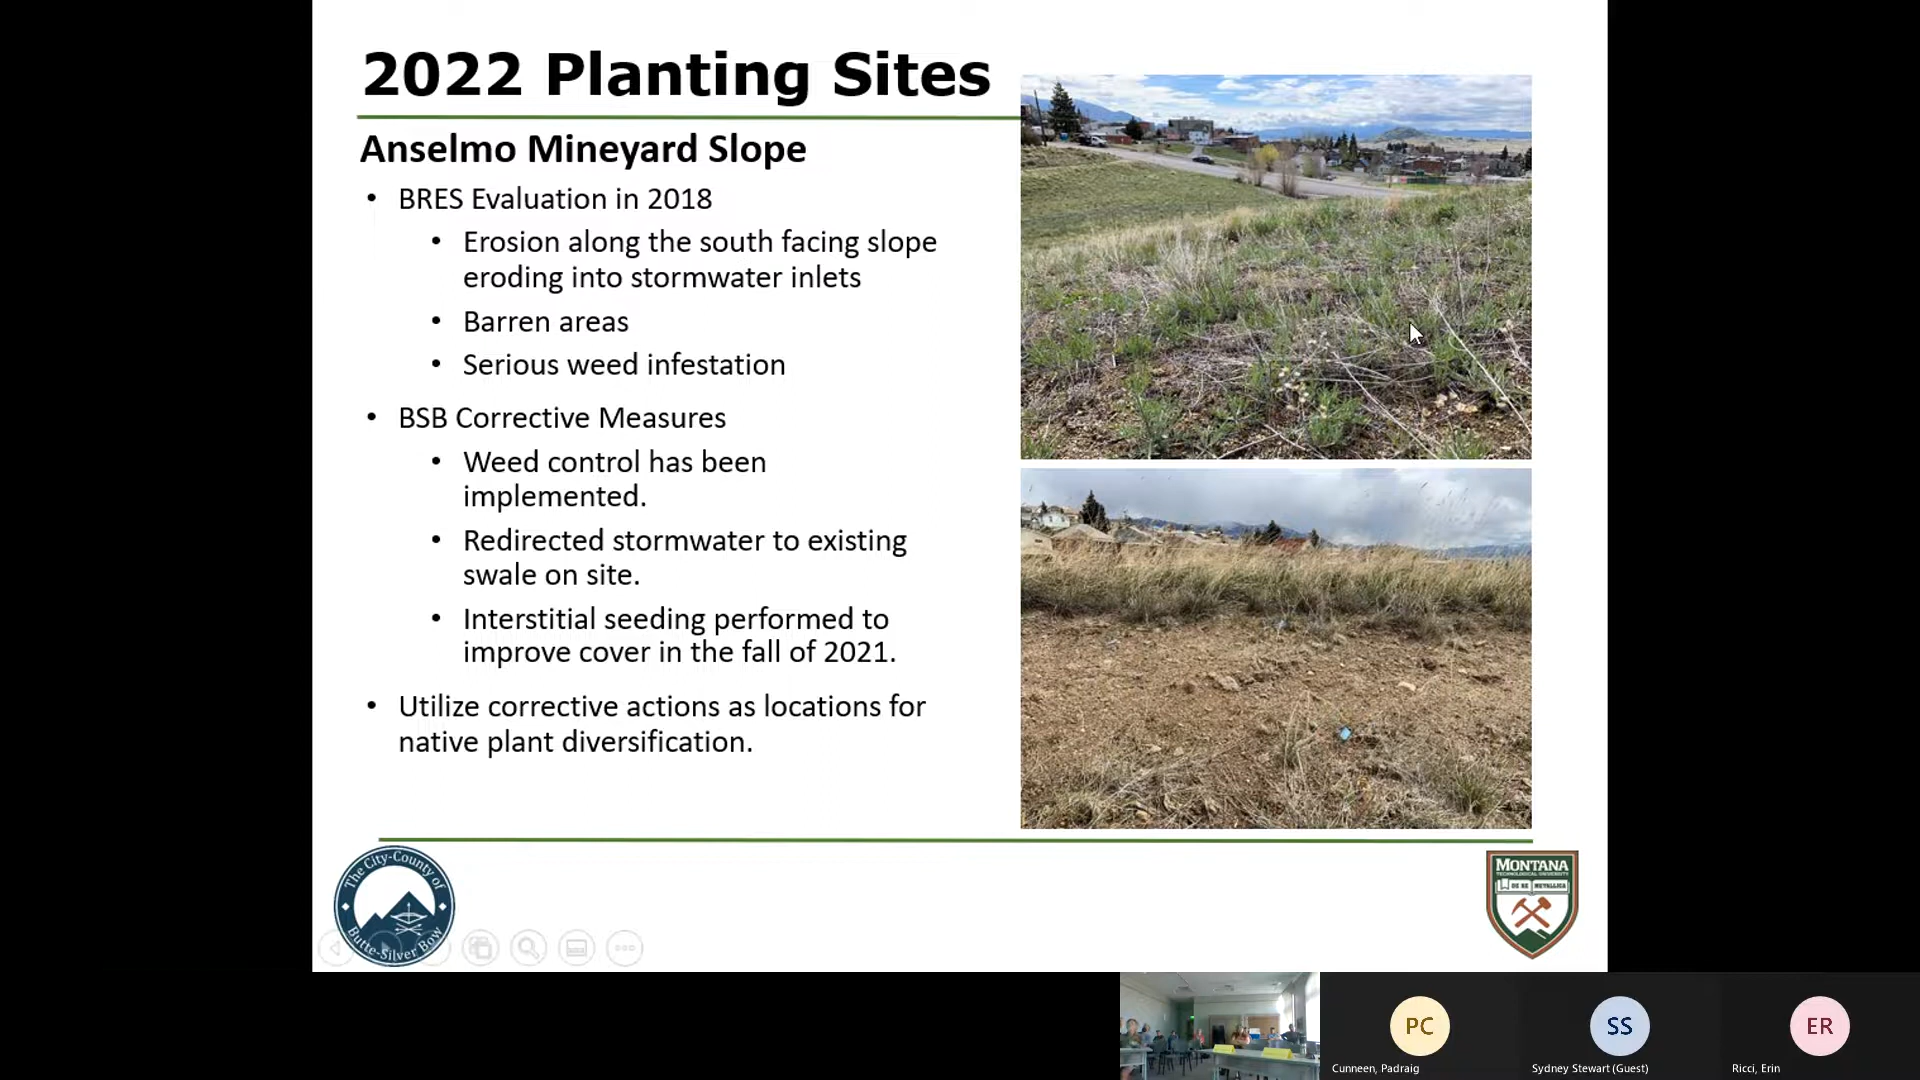 2022 Planting Sites
Anselmo Mineyard Slope
• BRES Evaluation in 2018
• Erosion along the south facing slope
eroding into stormwater inlets
• Barren areas
• Serious weed infestation
• BSB Corrective Measures
• Weed control has been
implemented.
• Redirected stormwater to existing
swale on site.
• Interstitial seeding performed to
improve cover in the fall of 2021.
• Utilize corrective actions as locations for
native plant diversification.
The City-County of
Butte-Silver Bow
MONTANA
TECHNOLOGICAL UNIVERSITY
DE RE METALLICA
PC
SS
ER
Cunneen, Padraig
Sydney Stewart (Guest)
Ricci, Erin